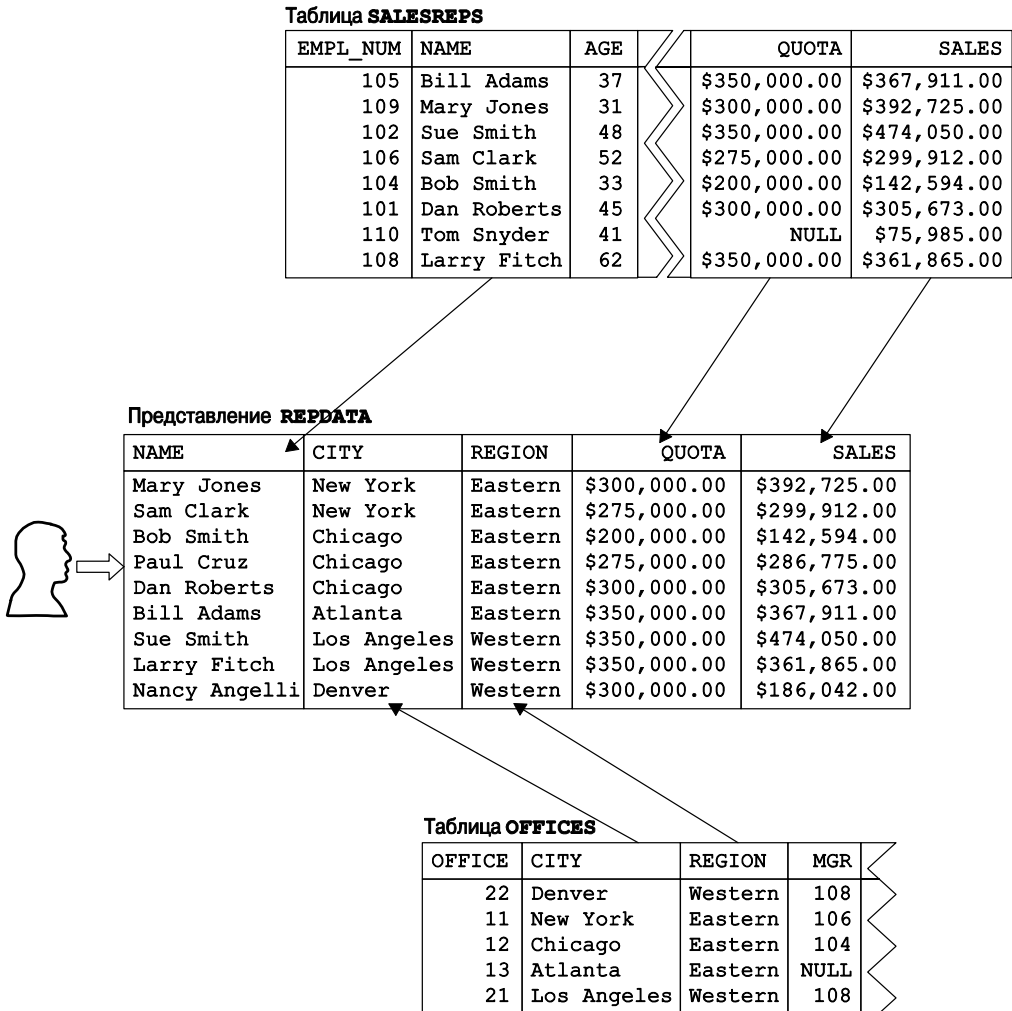 Таблица SALESREPS
EMPL_NUM NAME AGE QUOTA SALES
105 Bill Adams 37 $350,000.00 $367,911.00
109 Mary Jones 31 $300,000.00 $392,725.00
102 Sue Smith 48 $350,000.00 $474,050.00
106 Sam Clark 52 $275,000.00 $299,912.00
104 Bob Smith 33 $200,000.00 $142,594.00
101 Dan Roberts 45 $300,000.00 $305,673.00
110 Tom Snyder 41 NULL $75,985.00
108 Larry Fitch 62 $350,000.00 $361,865.00
Представление REPDATA
NAME CITY REGION QUOTA SALES
Mary Jones New York Eastern $300,000.00 $392,725.00
Sam Clark New York Eastern $275,000.00 $299,912.00
Bob Smith Chicago Eastern $200,000.00 $142,594.00
Paul Cruz Chicago Eastern $275,000.00 $286,775.00
Dan Roberts Chicago Eastern $300,000.00 $305,673.00
Bill Adams Atlanta Eastern $350,000.00 $367,911.00
Sue Smith Los Angeles Western $350,000.00 $474,050.00
Larry Fitch Los Angeles Western $350,000.00 $361,865.00
Nancy Angelli Denver Western $300,000.00 $186,042.00
Таблица OFFICES
OFFICE CITY REGION MGR
22 Denver Western 108
11 New York Eastern 106
12 Chicago Eastern 104
13 Atlanta Eastern NULL
21 Los Angeles Western 108